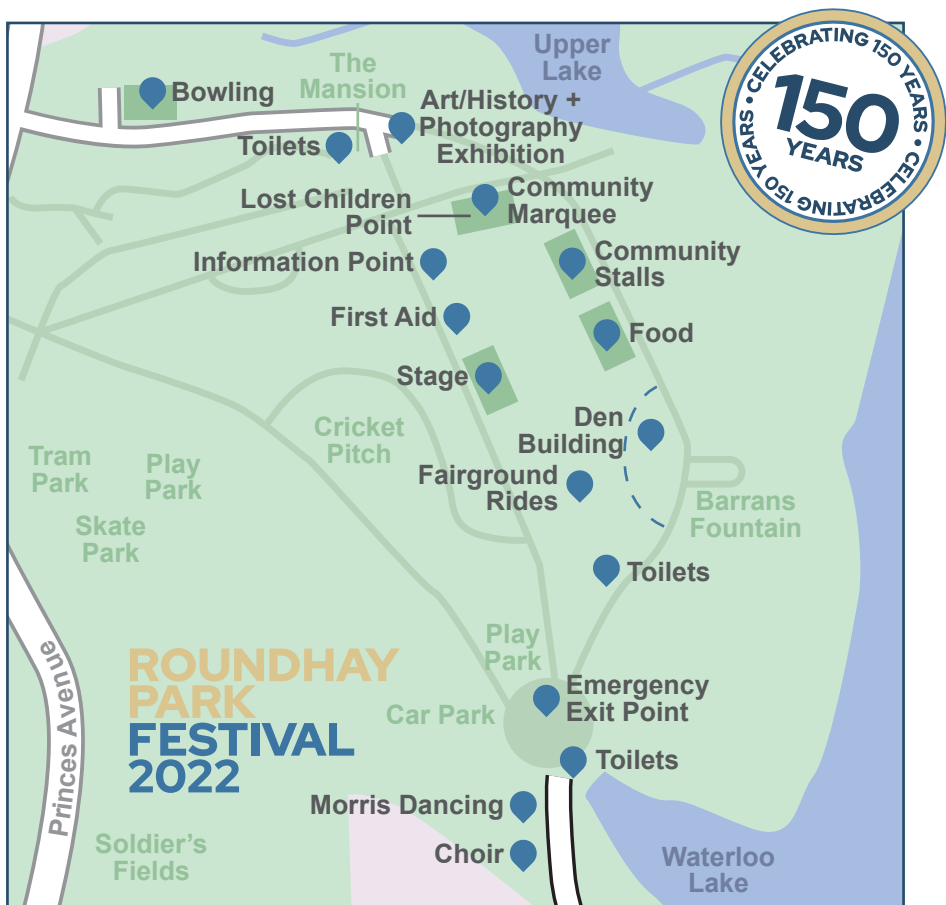 Upper
Lake
• CELEBRATING 150 YEARS • CELEBRATING 150 YEARS
150
YEARS
The
Mansion
Bowling
Art/History +
Photography
Exhibition
Toilets
Lost Children
Point
Community
Marquee
Information Point
Community
Stalls
First Aid
Food
Stage
Den
Building
Cricket
Pitch
Tram
Park
Play
Park
Fairground
Rides
Skate
Park
Barrans
Fountain
Toilets
Play
Park
Princes Avenue
ROUNDHAY
PARK
FESTIVAL
2022
Emergency
Exit Point
Car Park
Toilets
Morris Dancing
Choir
Soldier's
Fields
Waterloo
Lake